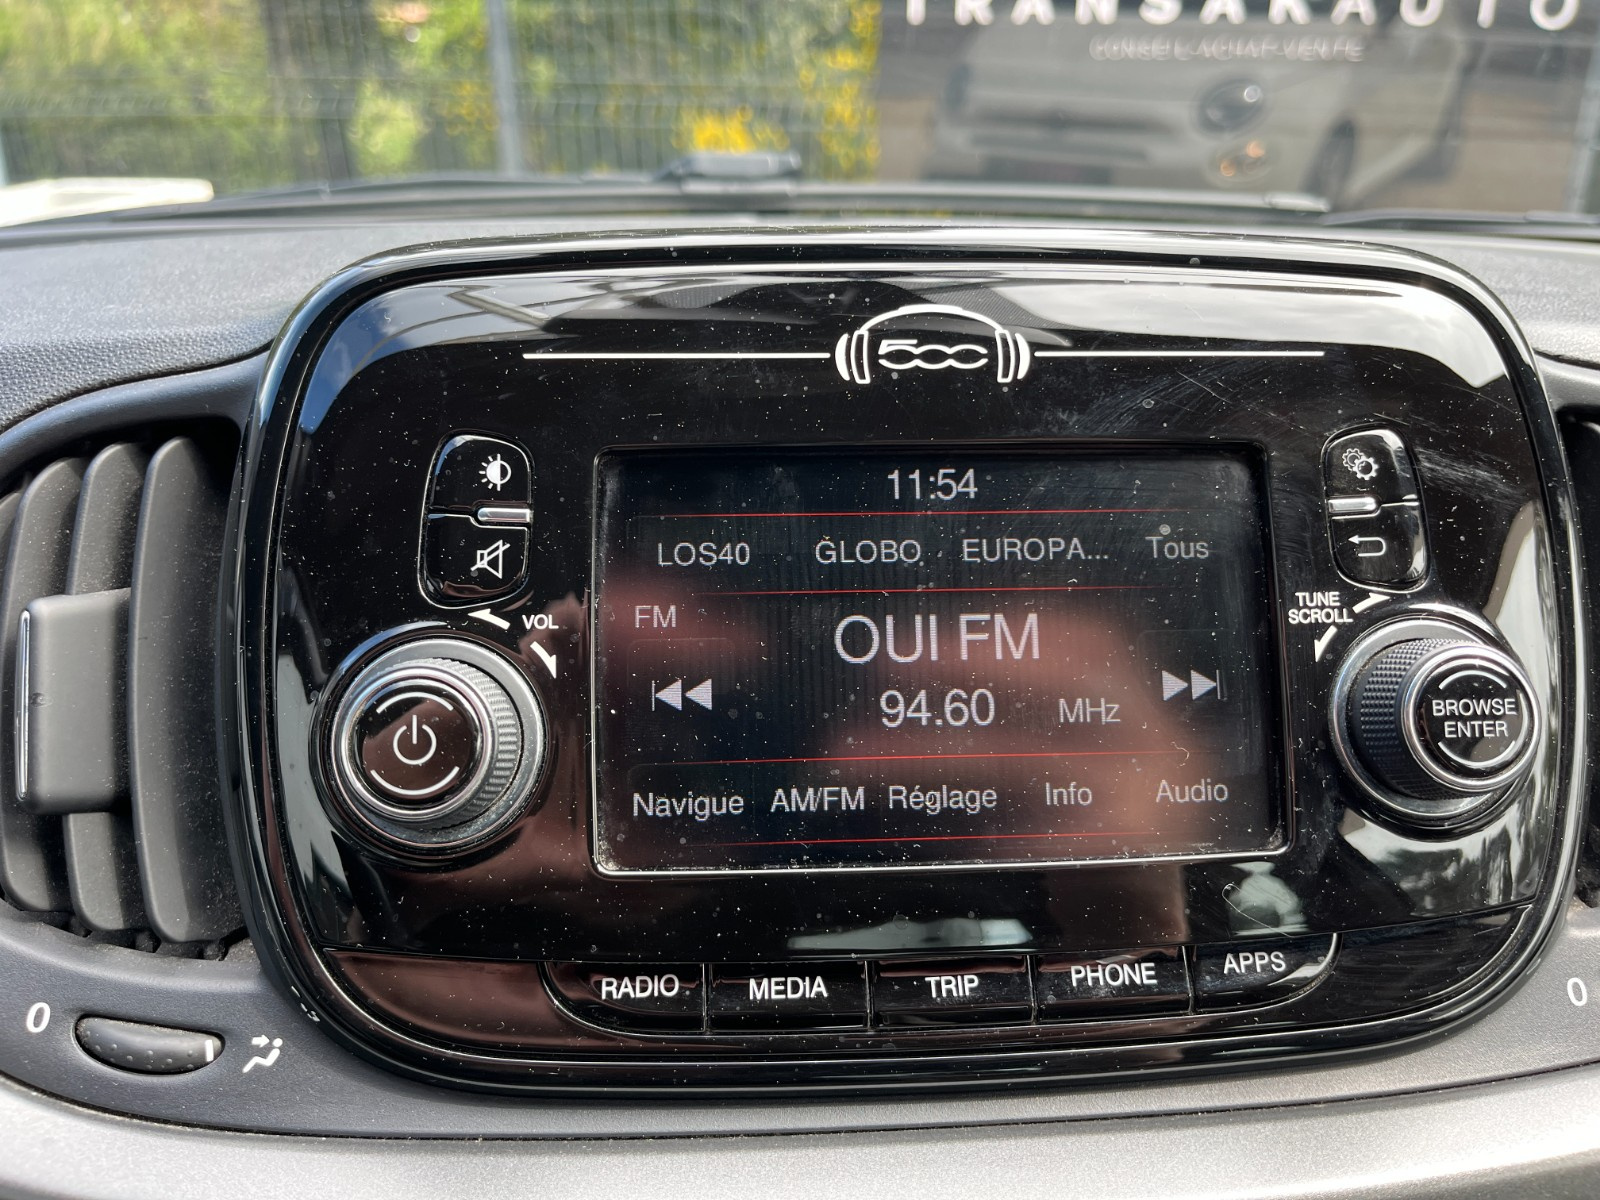 TRANSAKAUTO
CONSEIL-ACHAT-VENTE
500
11:54
LOS40 GLOBO EUROPA... Tous
FM
OUI FM
94.60 MHz
Navigue AM/FM Réglage Info Audio
VOL
TUNE
SCROLL
BROWSE
ENTER
RADIO MEDIA TRIP PHONE APPS
0
0